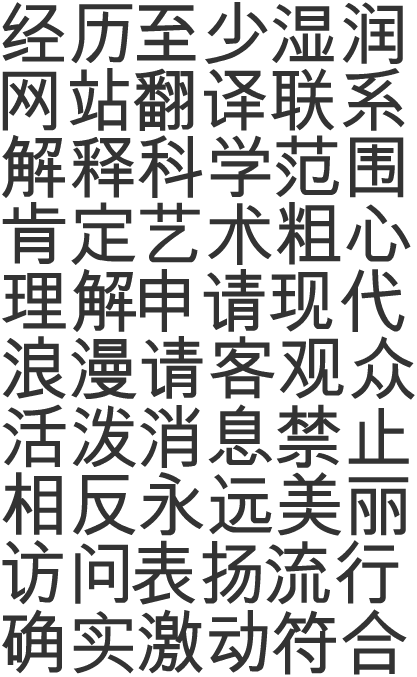 经历至少湿润
网站翻译联系
解释科学范围
肯定艺术粗心
理解申请现代
浪漫请客观众
活泼消息禁止
相反永远美丽
访问表扬流行
确实激动符合